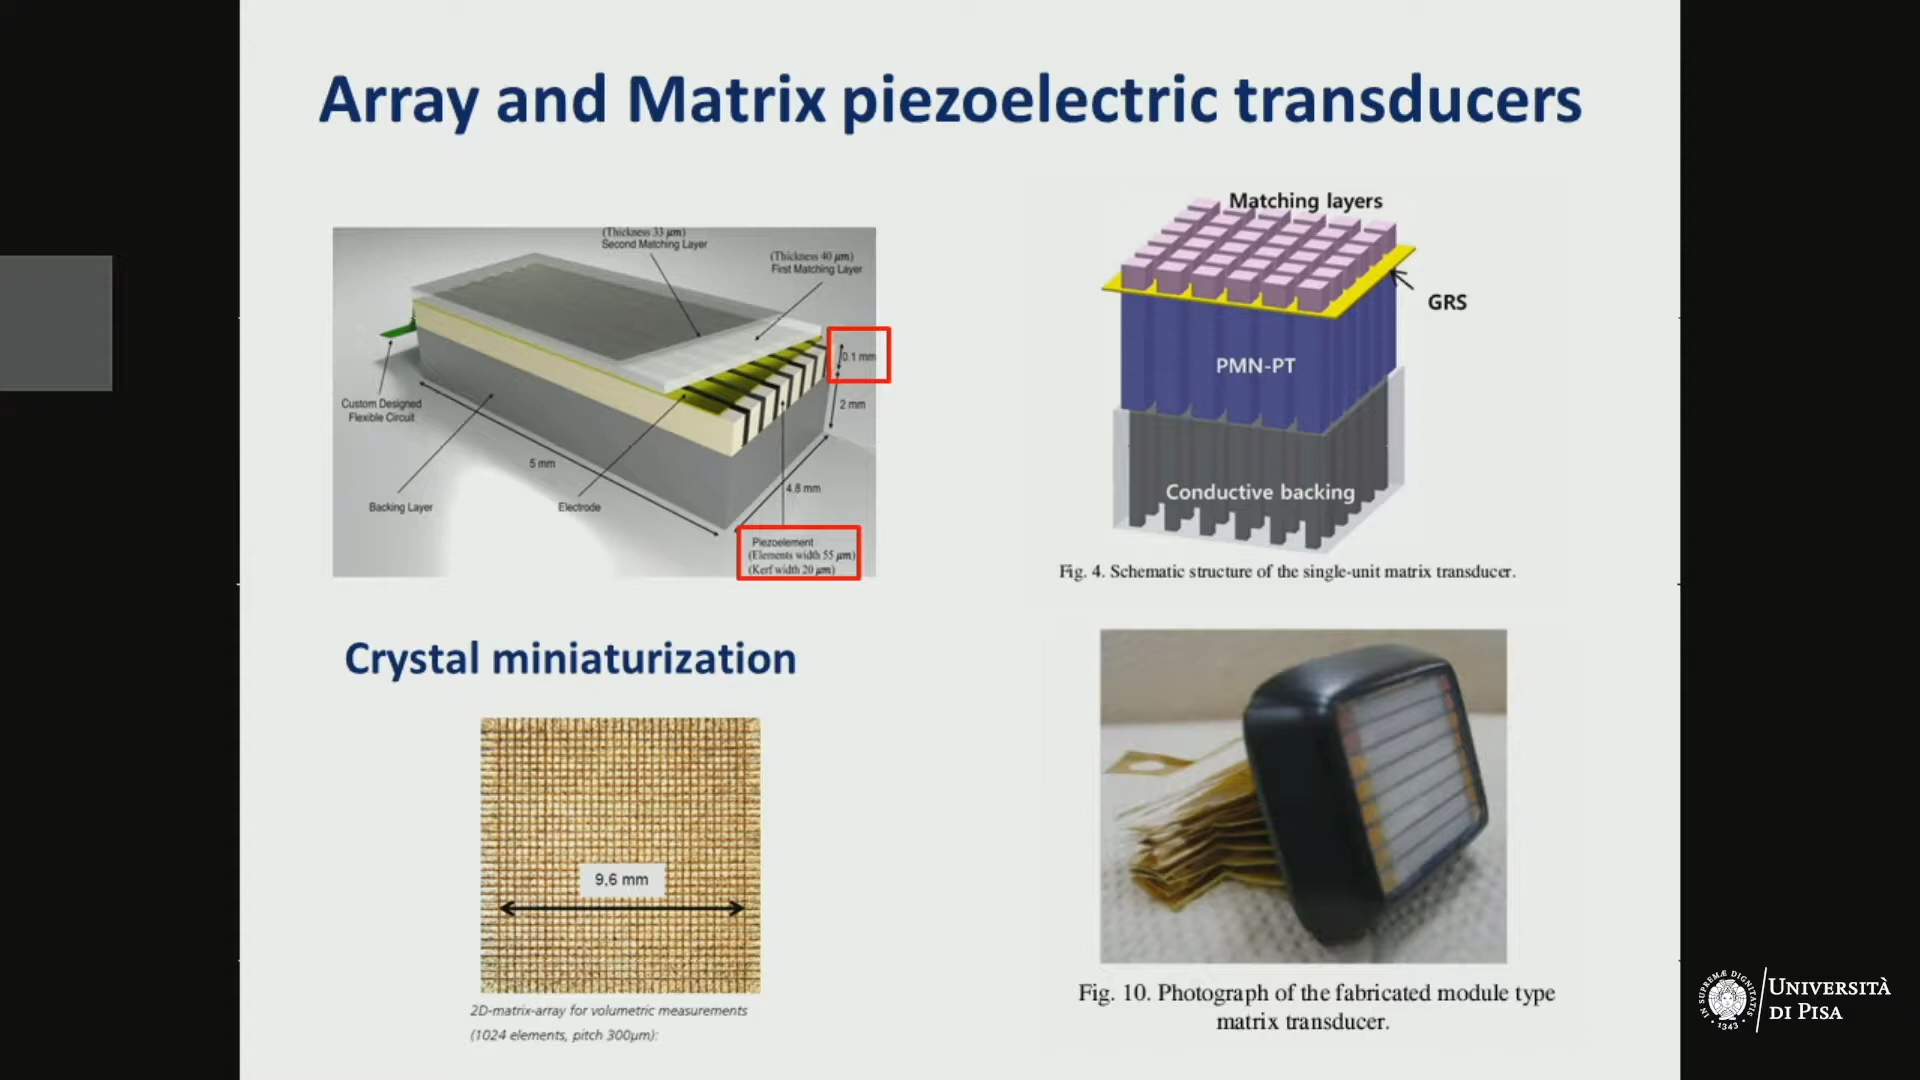 Array and Matrix piezoelectric transducers
(Thickness 33 μm)
Second Matching Layer
(Thickness 40 μm)
First Matching Layer
0.1 mm
2 mm
Custom Designed
Flexible Circuit
5 mm
4.8 mm
Backing Layer
Electrode
Piezoelement
(Elements width 55 μm)
(Kerf width 20 μm)
Matching layers
GRS
PMN-PT
Conductive backing
Fig. 4. Schematic structure of the single-unit matrix transducer.
Crystal miniaturization
9,6 mm
2D-matrix-array for volumetric measurements
(1024 elements, pitch 300μm):
Fig. 10. Photograph of the fabricated module type
matrix transducer.
IN SUPREMÆ DIGNITATIS
1343
UNIVERSITÀ
DI PISA